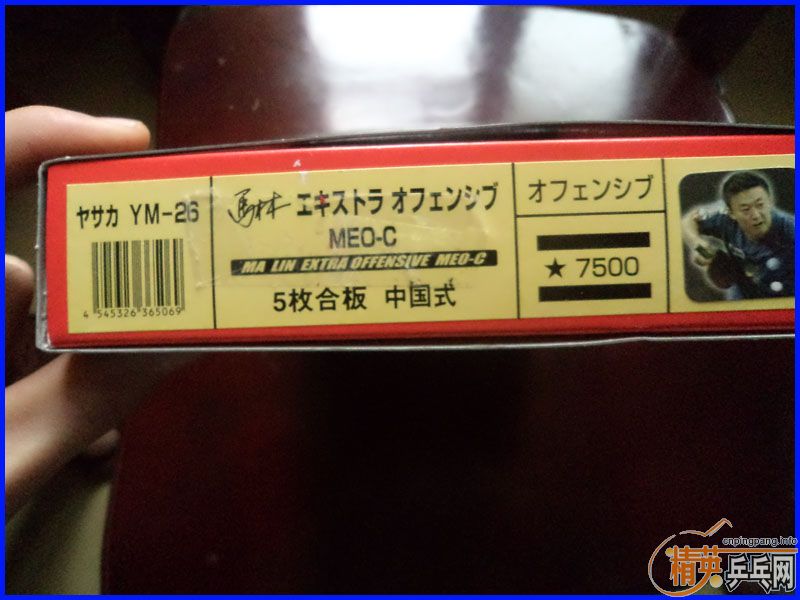 ヤサカ YM-26
4 545326 365069
馬林 エキストラ オフェンシブ
MEO-C
MA LIN EXTRA OFFENSIVE MEO-C
5枚合板 中国式
オフェンシブ
★ 7500
cnpingpang.info
精英乒乓网